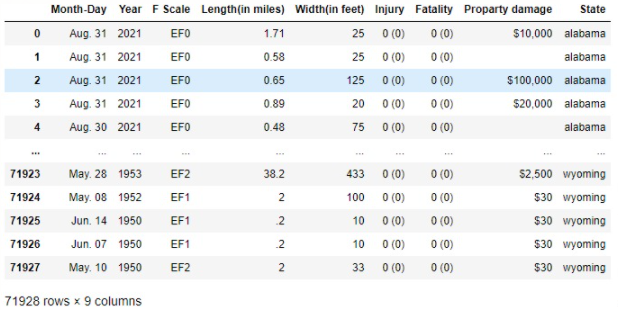 Month-Day Year F Scale Length(in miles) Width(in feet) Injury Fatality Proparty damage State
0 Aug. 31 2021 EF0 1.71 25 0 (0) 0 (0) $10,000 alabama
1 Aug. 31 2021 EF0 0.58 25 0 (0) 0 (0) alabama
2 Aug. 31 2021 EF0 0.65 125 0 (0) 0 (0) $100,000 alabama
3 Aug. 31 2021 EF0 0.89 20 0 (0) 0 (0) $20,000 alabama
4 Aug. 30 2021 EF0 0.48 75 0 (0) 0 (0) alabama
... ... ... ... ... ... ... ... ... ...
71923 May. 28 1953 EF2 38.2 433 0 (0) 0 (0) $2,500 wyoming
71924 May. 08 1952 EF1 2 100 0 (0) 0 (0) $30 wyoming
71925 Jun. 14 1950 EF1 .2 10 0 (0) 0 (0) $30 wyoming
71926 Jun. 07 1950 EF1 .2 10 0 (0) 0 (0) $30 wyoming
71927 May. 10 1950 EF2 2 33 0 (0) 0 (0) $30 wyoming
71928 rows × 9 columns